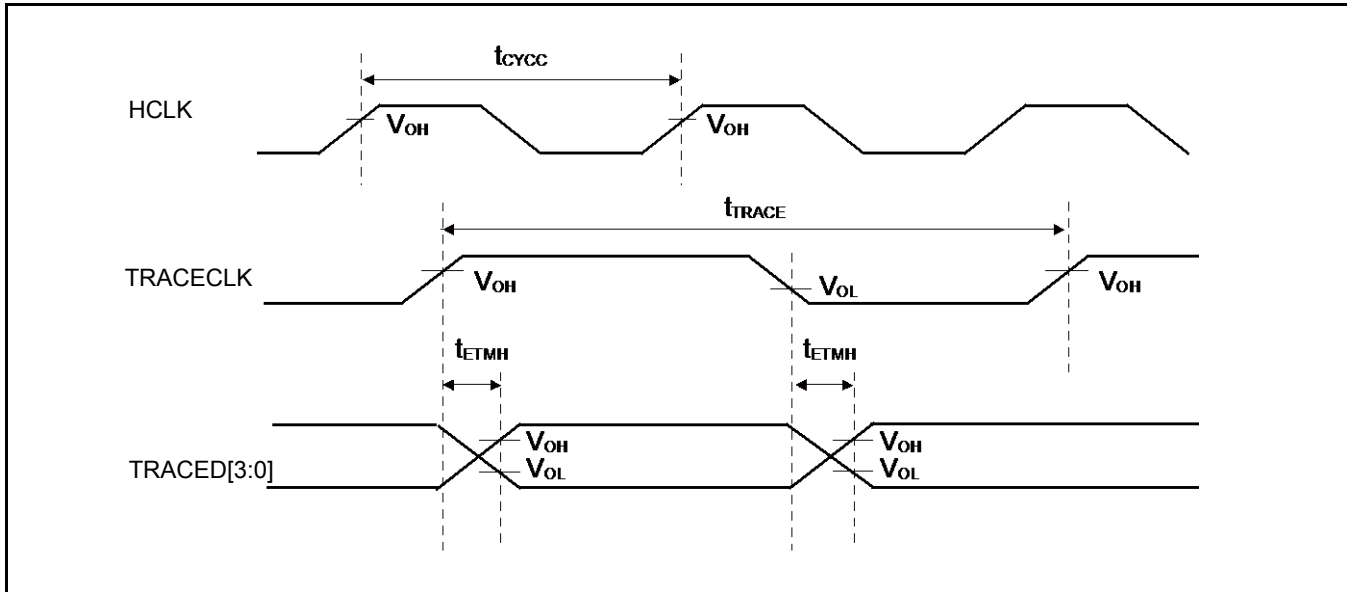 tCYCC
HCLK
VOH VOH
tTRACE
TRACECLK
VOH VOL VOH
tETMH tETMH
TRACED[3:0]
VOH VOH
VOL VOL